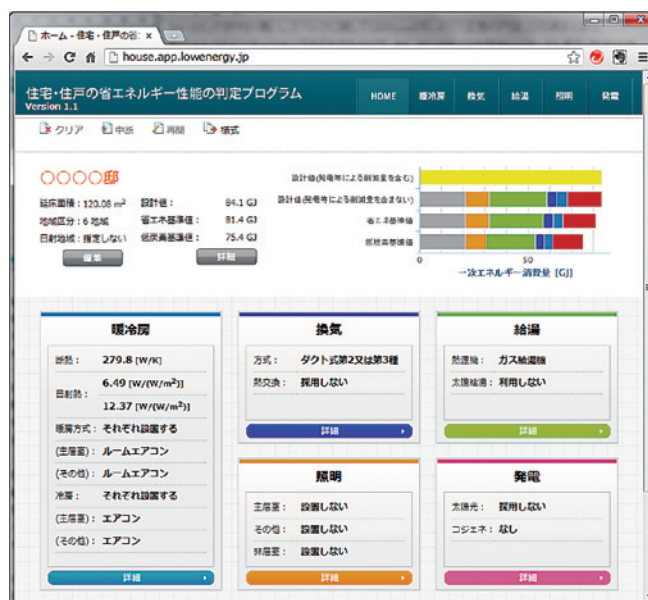 ホーム - 住宅・住戸の省: ×
house.app.lowenergy.jp
住宅・住戸の省エネルギー性能の判定プログラム
Version 1.1
HOME 暖冷房 換気 給湯 照明 発電
クリア 中断 再開 様式
〇〇〇〇邸
延床面積：120.08 m²
地域区分：6 地域
日射地域：指定しない
編集
設計値： 84.1 GJ
省エネ基準値： 81.4 GJ
低炭素基準値： 75.4 GJ
詳細
設計値(発電等による削減量を含む)
設計値(発電等による削減量を含まない)
省エネ基準値
低炭素基準値
0 50
一次エネルギー消費量 [GJ]
暖冷房
断熱： 279.8 [W/K]
日射熱： 6.49 [W/(W/m²)]
12.37 [W/(W/m²)]
暖房方式： それぞれ設置する
(主居室)： ルームエアコン
(その他)： ルームエアコン
冷房： それぞれ設置する
(主居室)： エアコン
(その他)： エアコン
詳細
換気
方式： ダクト式第2又は第3種
熱交換： 採用しない
詳細
給湯
熱源機： ガス給湯機
太陽給湯： 利用しない
詳細
照明
主居室： 設置しない
その他： 設置しない
非居室： 設置しない
詳細
発電
太陽光： 採用しない
コジェネ： なし
詳細